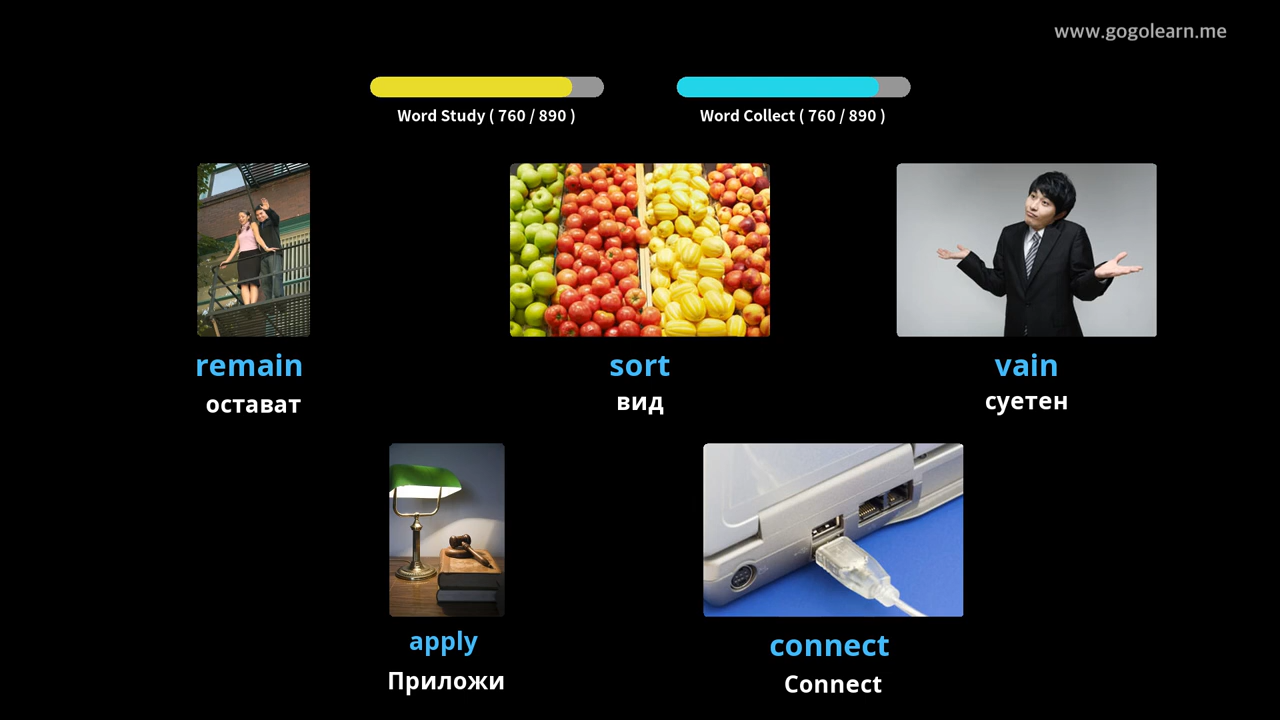 www.gogolearn.me
Word Study ( 760 / 890 )
Word Collect ( 760 / 890 )
remain
остават
sort
вид
vain
суетен
apply
Приложи
connect
Connect